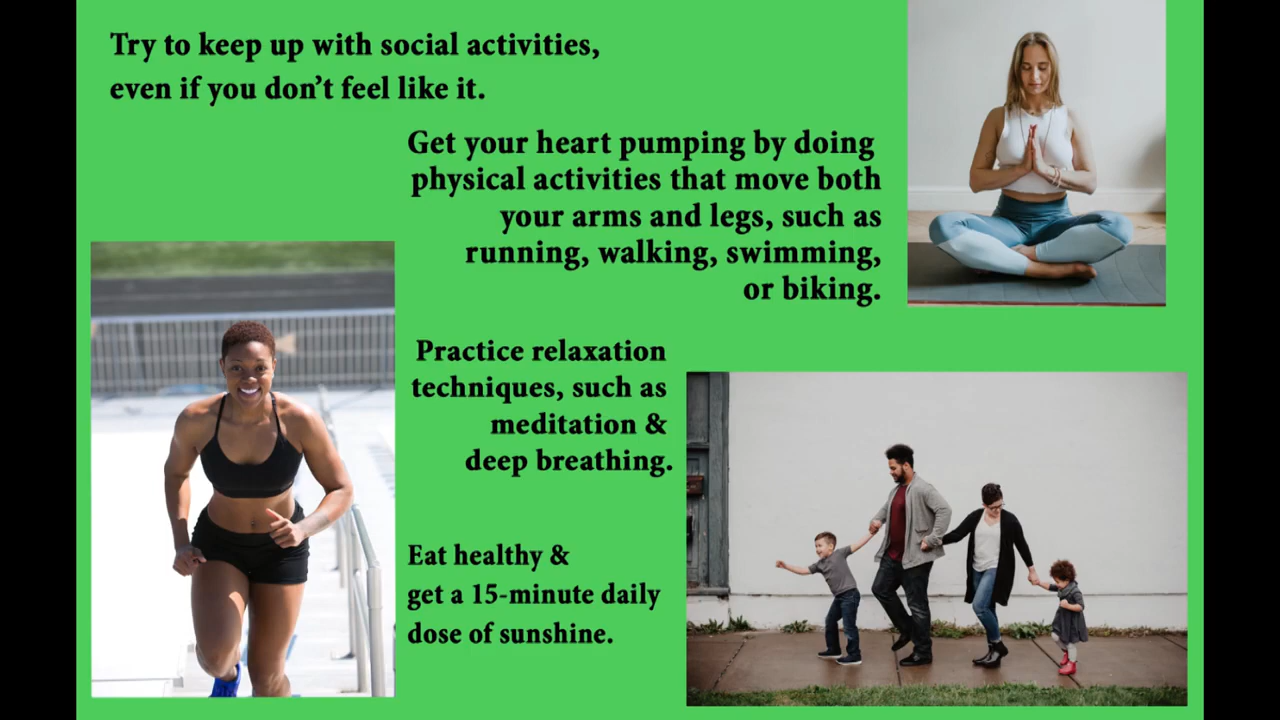 Try to keep up with social activities,
even if you don’t feel like it.
Get your heart pumping by doing
physical activities that move both
your arms and legs, such as
running, walking, swimming,
or biking.
Practice relaxation
techniques, such as
meditation &
deep breathing.
Eat healthy &
get a 15-minute daily
dose of sunshine.